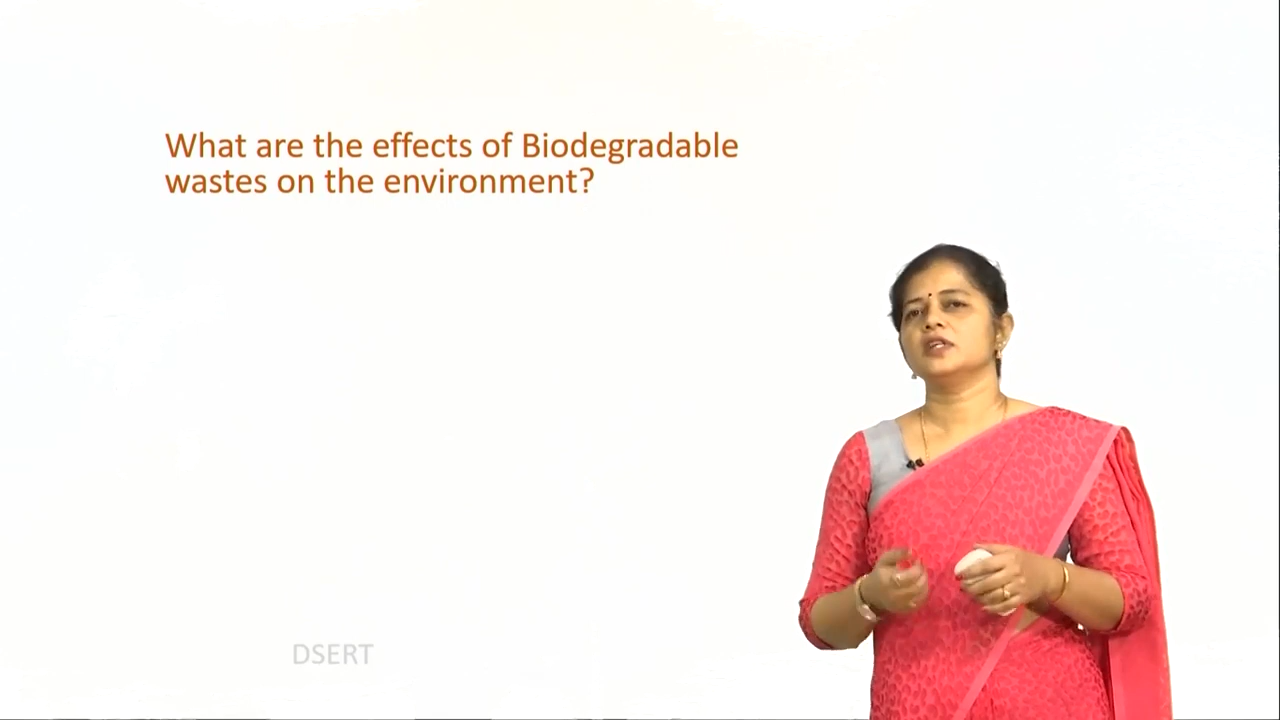 What are the effects of Biodegradable
wastes on the environment?
DSERT